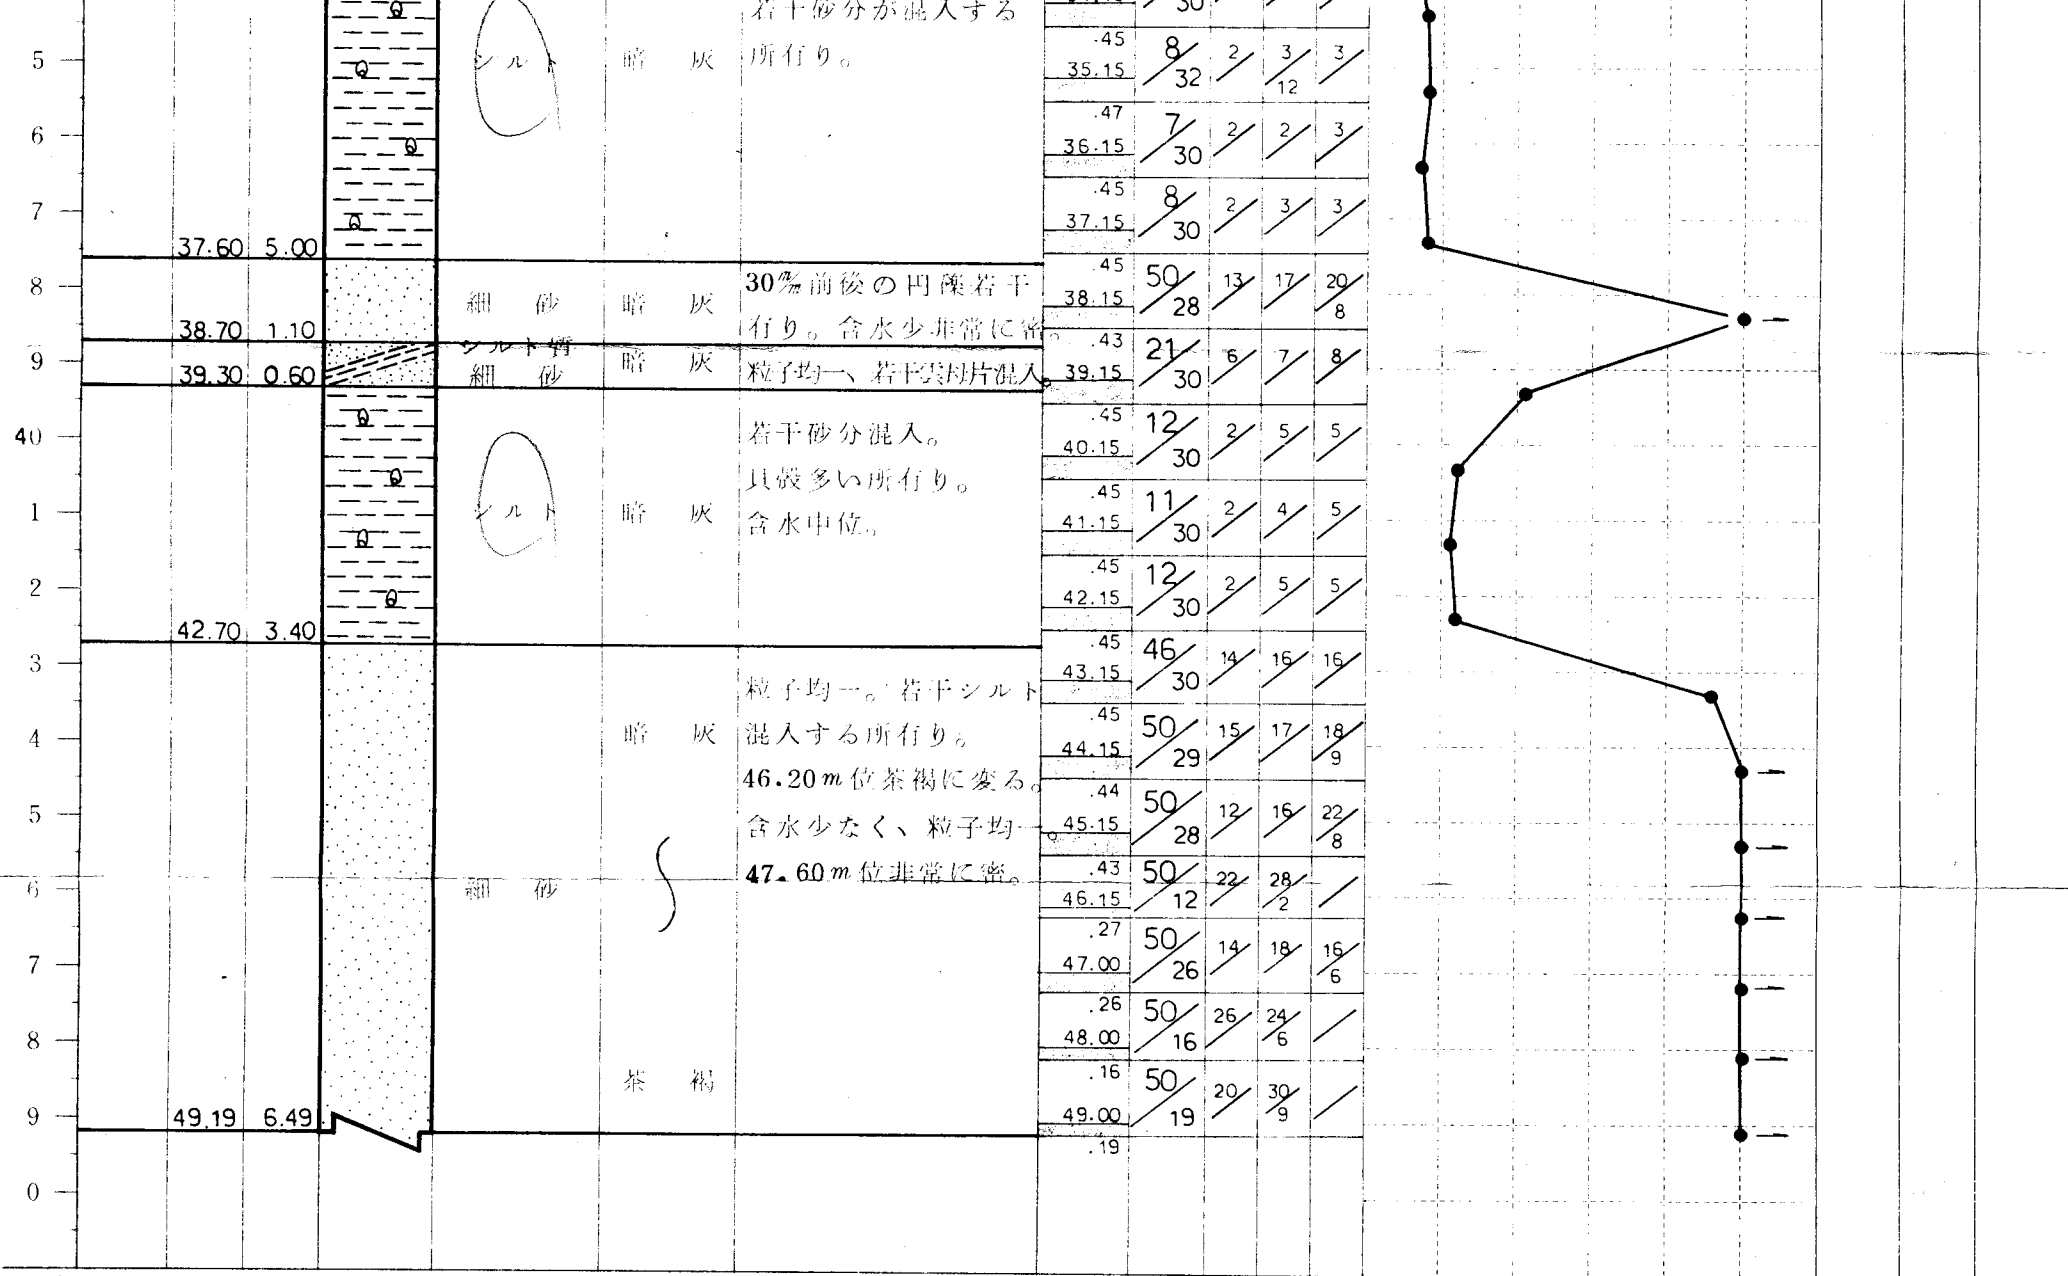 若干砂分が混入する
30
.45
5
シルト
暗 灰
所有り。
8/32 2 3/12 3
35.15
.47
6
7/30 2 2 3
36.15
.45
7
8/30 2 3 3
37.15
37.60 5.00
.45
8
細 砂
暗 灰
30㎜前後の円礫若干
有り。含水少非常に密。
50/28 13 17 20/8
38.15
38.70 1.10
.43
9
シルト質
細 砂
暗 灰
粒子均一、若干雲母片混入。
21/30 6 7 8
39.15
39.30 0.60
.45
40
若干砂分混入。
12/30 2 5 5
40.15
貝殻多い所有り。
.45
1
シルト
暗 灰
含水中位。
11/30 2 4 5
41.15
.45
2
12/30 2 5 5
42.15
42.70 3.40
.45
3
46/30 14 16 16
43.15
粒子均一。若干シルト
.45
4
暗 灰
混入する所有り。
50/29 15 17 18/9
44.15
46.20m位茶褐に変る。
.44
5
50/28 12 16 22/8
45.15
含水少なく、粒子均一。
.43
6
細 砂
47.60m位非常に密。
50/12 22 28/2
46.15
.27
7
50/26 14 18 16/6
47.00
.26
8
50/16 26 24/6
48.00
茶 褐
.16
9
50/19 20 30/9
49.00
49.19 6.49
.19
0